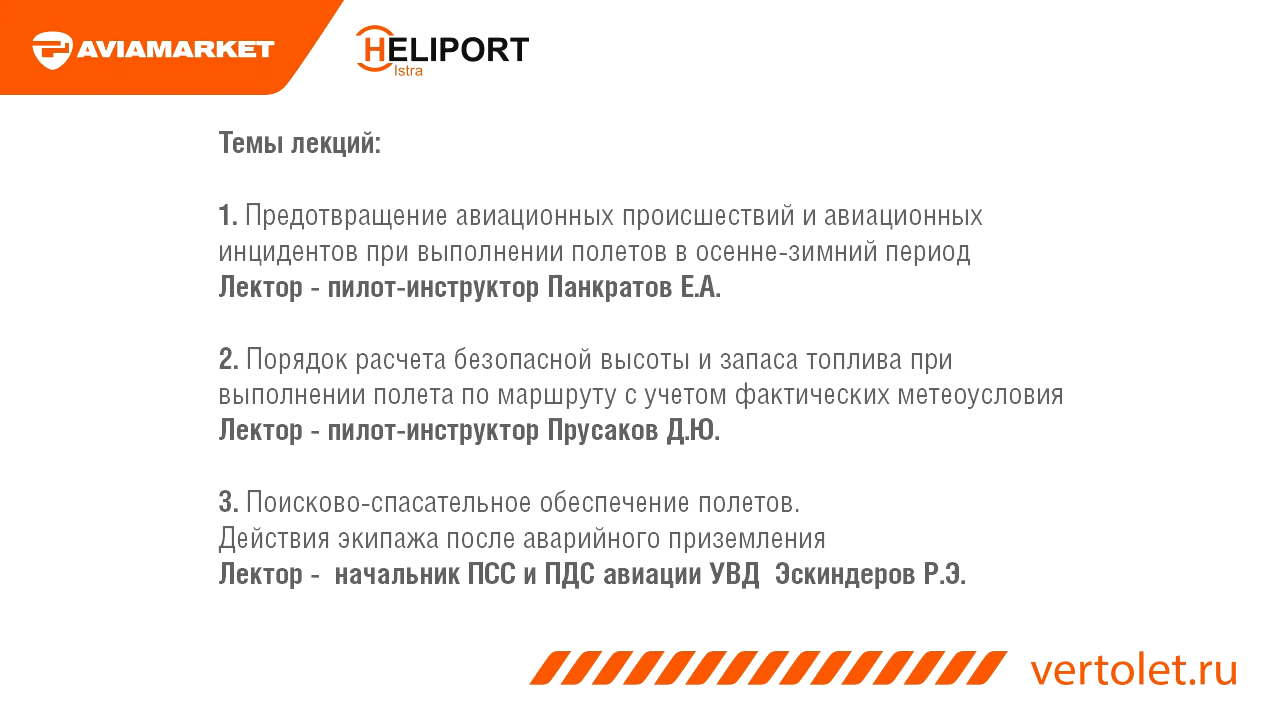 AVIAMARKET
HELIPORT
Istra
Темы лекций:
1. Предотвращение авиационных происшествий и авиационных
инцидентов при выполнении полетов в осенне-зимний период
Лектор - пилот-инструктор Панкратов Е.А.
2. Порядок расчета безопасной высоты и запаса топлива при
выполнении полета по маршруту с учетом фактических метеоусловия
Лектор - пилот-инструктор Прусаков Д.Ю.
3. Поисково-спасательное обеспечение полетов.
Действия экипажа после аварийного приземления
Лектор -  начальник ПСС и ПДС авиации УВД  Эскиндеров Р.Э.
vertolet.ru